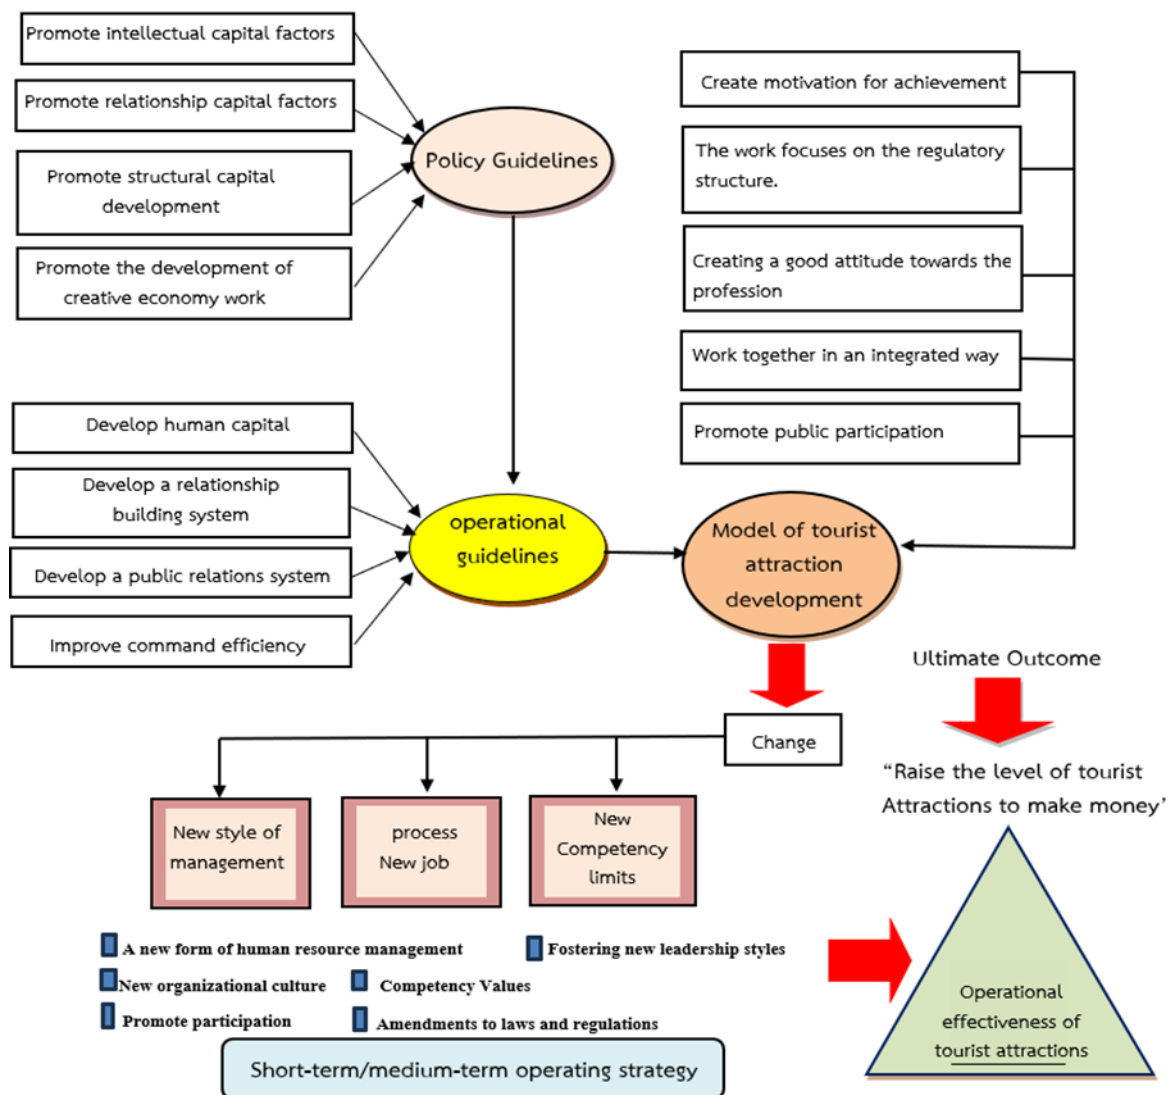 Promote intellectual capital factors
Promote relationship capital factors
Promote structural capital
development
Promote the development of
creative economy work
Policy Guidelines
Create motivation for achievement
The work focuses on the regulatory
structure.
Creating a good attitude towards the
profession
Work together in an integrated way
Promote public participation
Develop human capital
Develop a relationship
building system
Develop a public relations system
Improve command efficiency
operational
guidelines
Model of tourist
attraction
development
Ultimate Outcome
Change
“Raise the level of tourist
Attractions to make money’
New style of
management
process
New job
New
Competency
limits
A new form of human resource management
Fostering new leadership styles
New organizational culture
Competency Values
Promote participation
Amendments to laws and regulations
Operational
effectiveness of
tourist attractions
Short-term/medium-term operating strategy